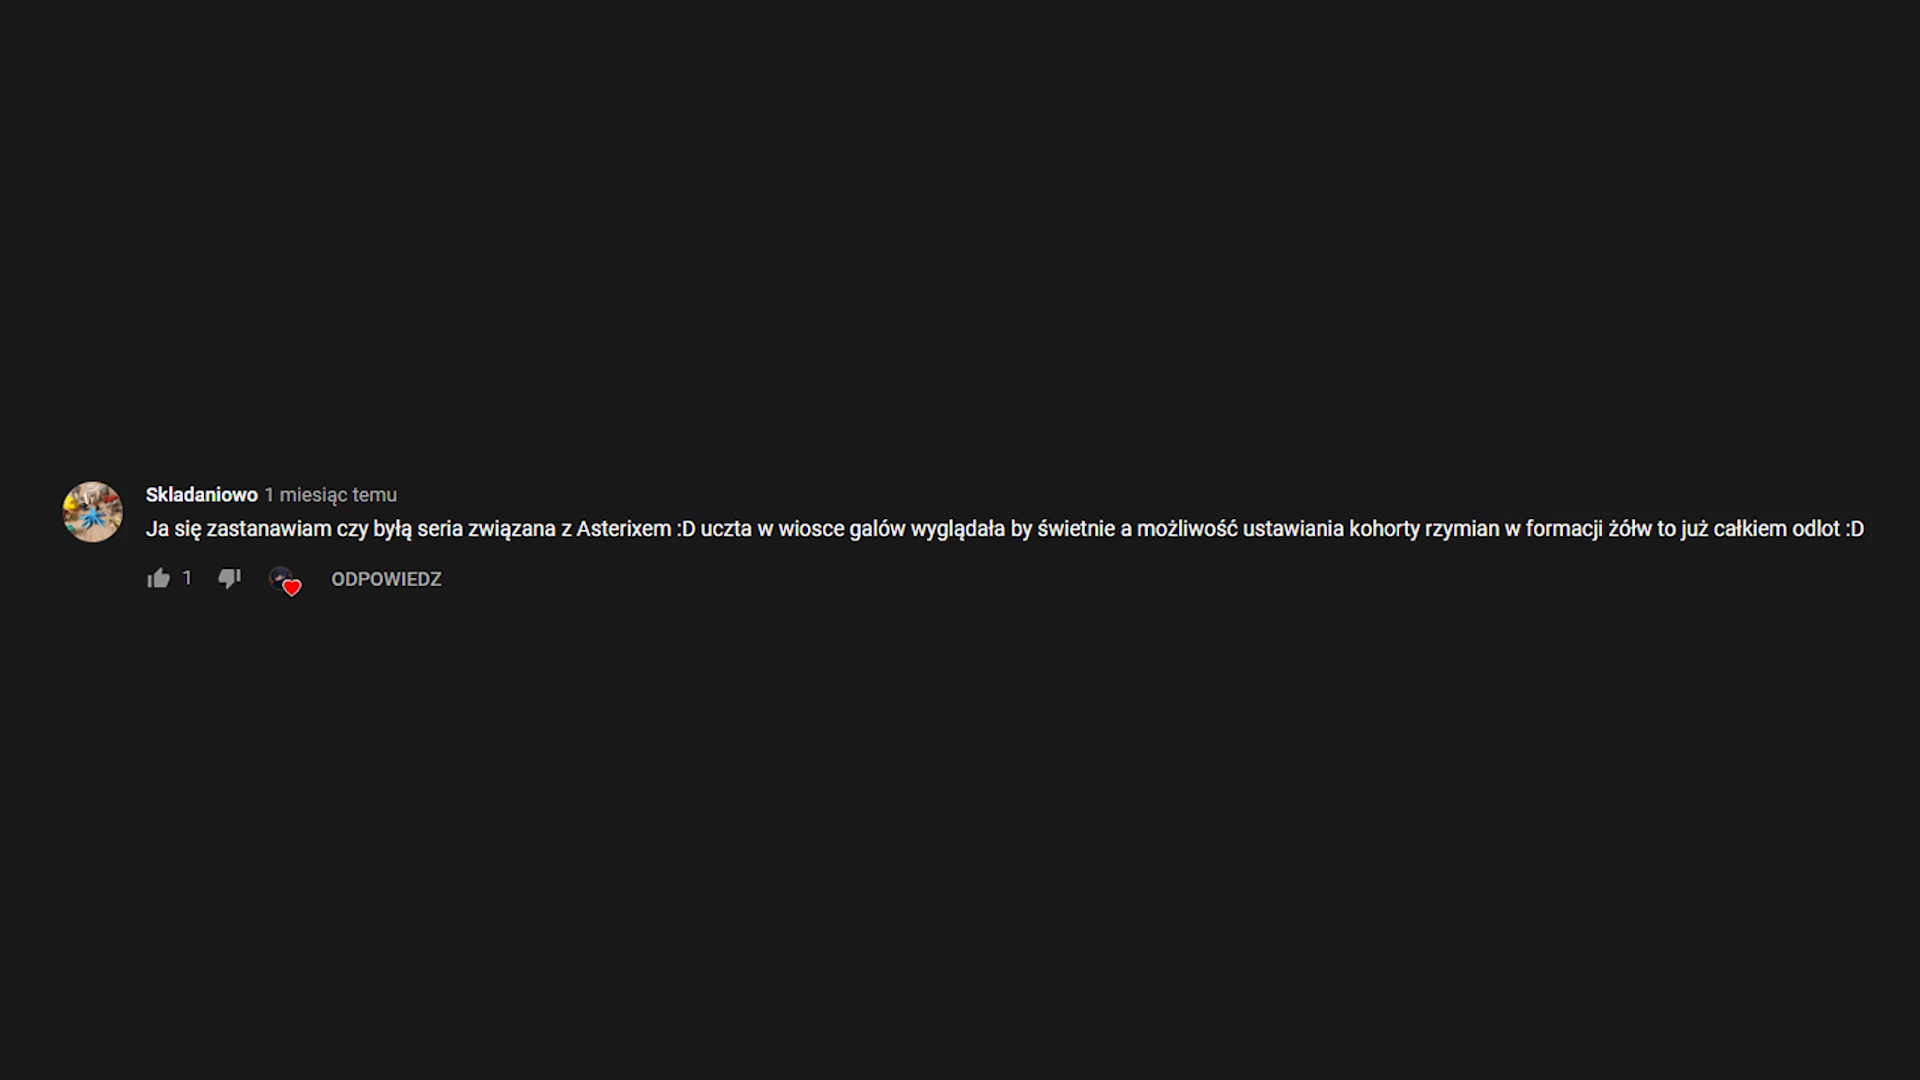 Skladaniowo 1 miesiąc temu
Ja się zastanawiam czy byłą seria związana z Asterixem :D uczta w wiosce galów wyglądała by świetnie a możliwość ustawiania kohorty rzymian w formacji żółw to już całkiem odlot :D
1 ODPOWIEDZ